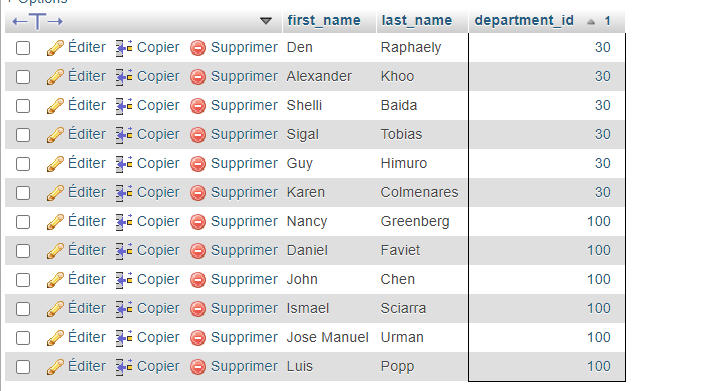 + Options
first_name last_name department_id 1
Éditer Copier Supprimer Den Raphaely 30
Éditer Copier Supprimer Alexander Khoo 30
Éditer Copier Supprimer Shelli Baida 30
Éditer Copier Supprimer Sigal Tobias 30
Éditer Copier Supprimer Guy Himuro 30
Éditer Copier Supprimer Karen Colmenares 30
Éditer Copier Supprimer Nancy Greenberg 100
Éditer Copier Supprimer Daniel Faviet 100
Éditer Copier Supprimer John Chen 100
Éditer Copier Supprimer Ismael Sciarra 100
Éditer Copier Supprimer Jose Manuel Urman 100
Éditer Copier Supprimer Luis Popp 100